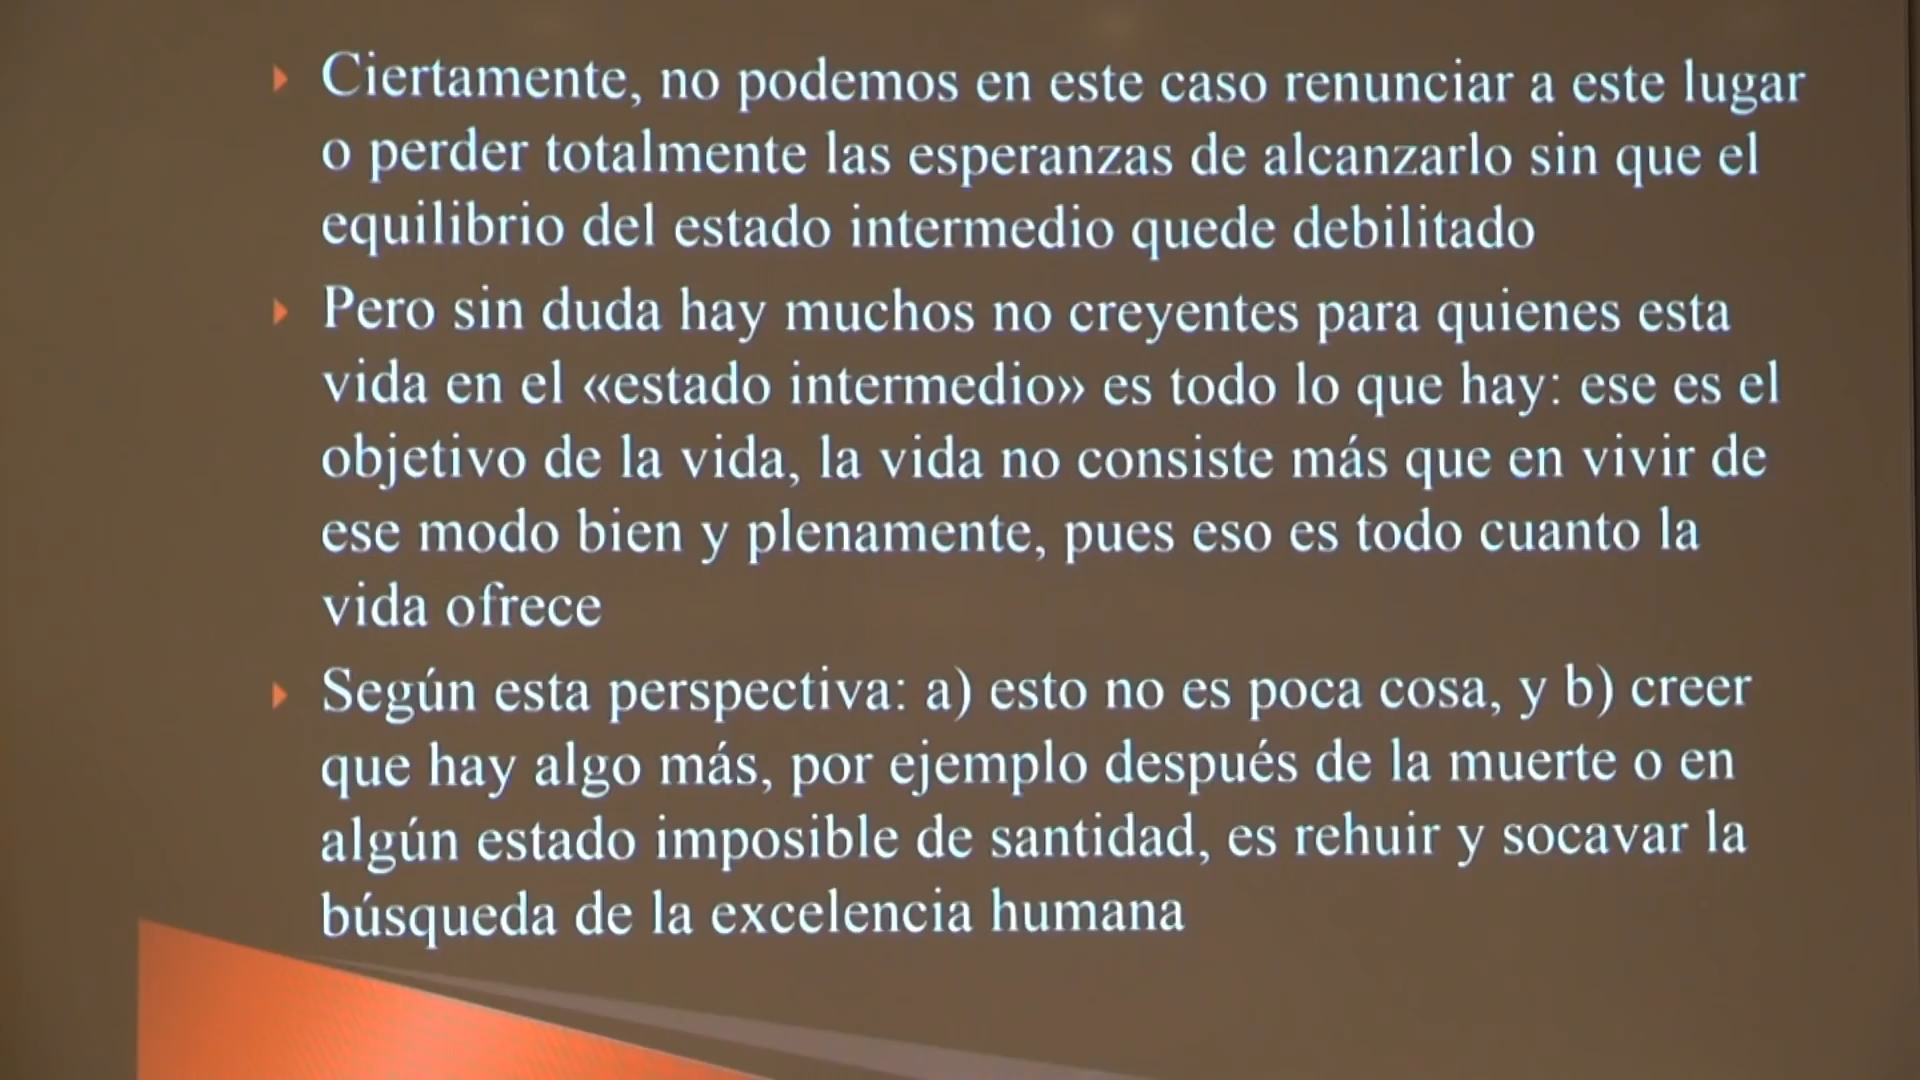 Ciertamente, no podemos en este caso renunciar a este lugar
o perder totalmente las esperanzas de alcanzarlo sin que el
equilibrio del estado intermedio quede debilitado
Pero sin duda hay muchos no creyentes para quienes esta
vida en el «estado intermedio» es todo lo que hay: ese es el
objetivo de la vida, la vida no consiste más que en vivir de
ese modo bien y plenamente, pues eso es todo cuanto la
vida ofrece
Según esta perspectiva: a) esto no es poca cosa, y b) creer
que hay algo más, por ejemplo después de la muerte o en
algún estado imposible de santidad, es rehuir y socavar la
búsqueda de la excelencia humana